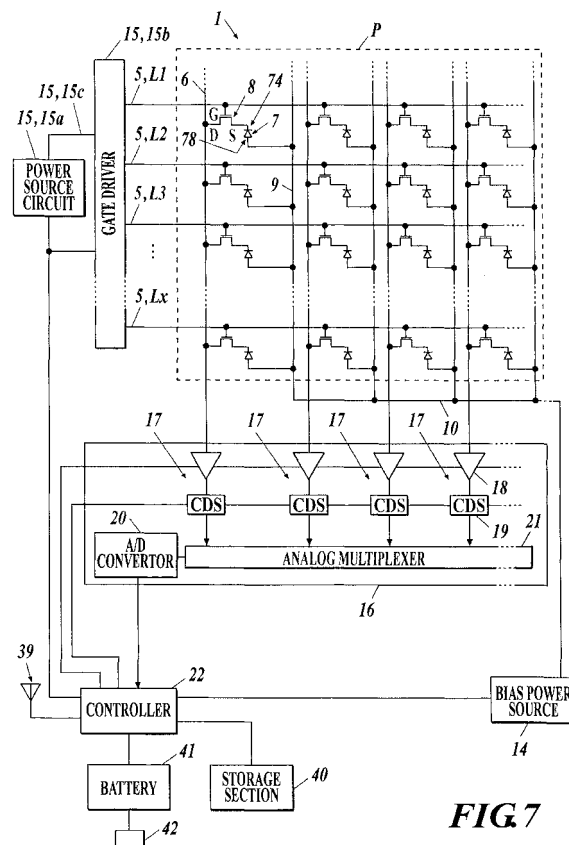 1
P
15, 15b
15, 15c
15, 15a
POWER
SOURCE
CIRCUIT
GATE DRIVER
5, L1
5, L2
5, L3
⋮
5, Lx
6
8
74
7
G
D S
78
9
10
17
17
17
17
18
CDS
CDS
CDS
CDS
19
20
21
A/D
CONVERTOR
ANALOG MULTIPLEXER
16
39
22
CONTROLLER
BIAS POWER
SOURCE
14
41
BATTERY
STORAGE
SECTION
40
42
FIG.7